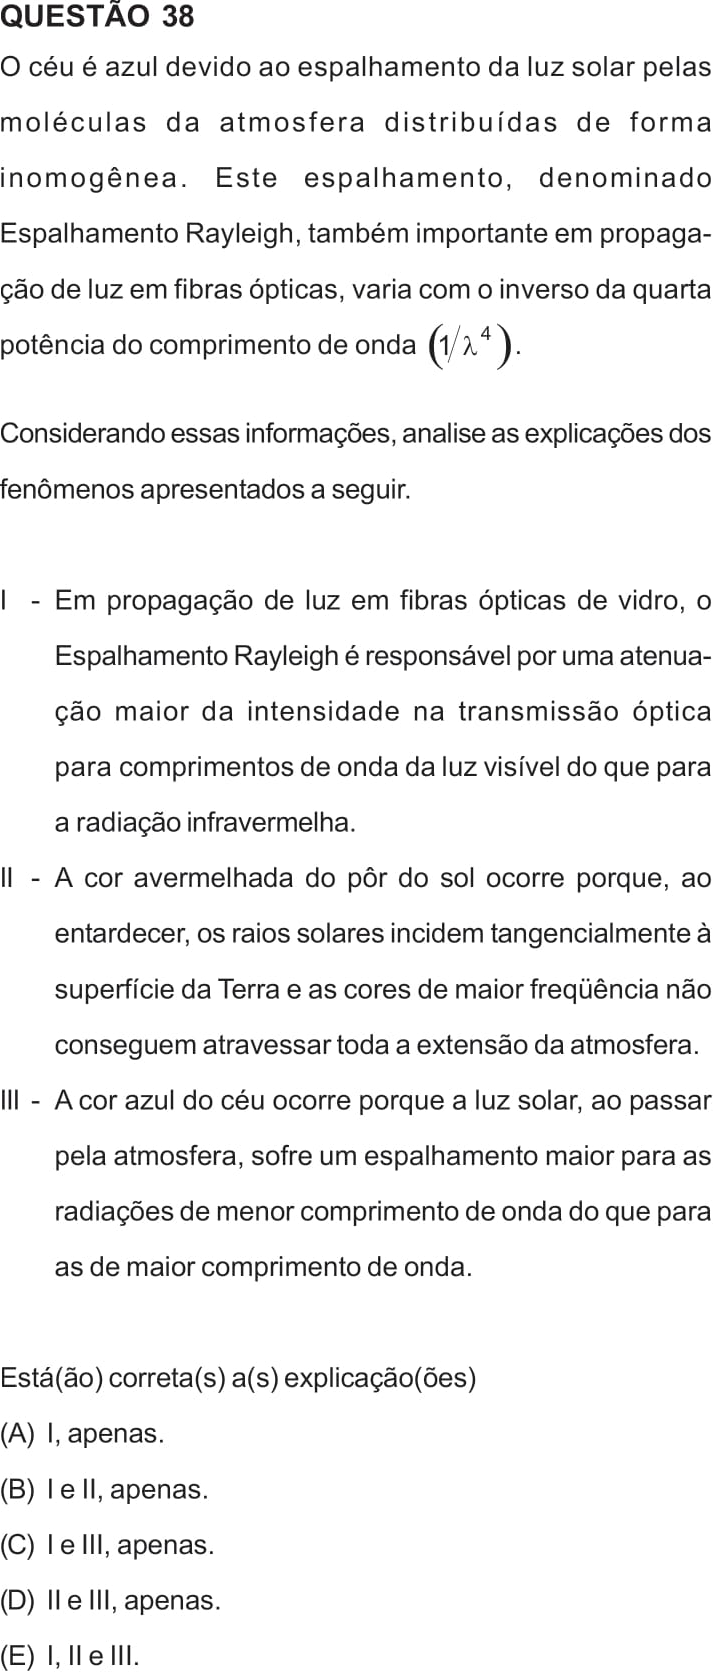 QUESTÃO 38
O céu é azul devido ao espalhamento da luz solar pelas
moléculas da atmosfera distribuídas de forma
inomogênea. Este espalhamento, denominado
Espalhamento Rayleigh, também importante em propaga-
ção de luz em fibras ópticas, varia com o inverso da quarta
potência do comprimento de onda (1/λ⁴).
Considerando essas informações, analise as explicações dos
fenômenos apresentados a seguir.
I - Em propagação de luz em fibras ópticas de vidro, o
Espalhamento Rayleigh é responsável por uma atenua-
ção maior da intensidade na transmissão óptica
para comprimentos de onda da luz visível do que para
a radiação infravermelha.
II - A cor avermelhada do pôr do sol ocorre porque, ao
entardecer, os raios solares incidem tangencialmente à
superfície da Terra e as cores de maior freqüência não
conseguem atravessar toda a extensão da atmosfera.
III - A cor azul do céu ocorre porque a luz solar, ao passar
pela atmosfera, sofre um espalhamento maior para as
radiações de menor comprimento de onda do que para
as de maior comprimento de onda.
Está(ão) correta(s) a(s) explicação(ões)
(A) I, apenas.
(B) I e II, apenas.
(C) I e III, apenas.
(D) II e III, apenas.
(E) I, II e III.